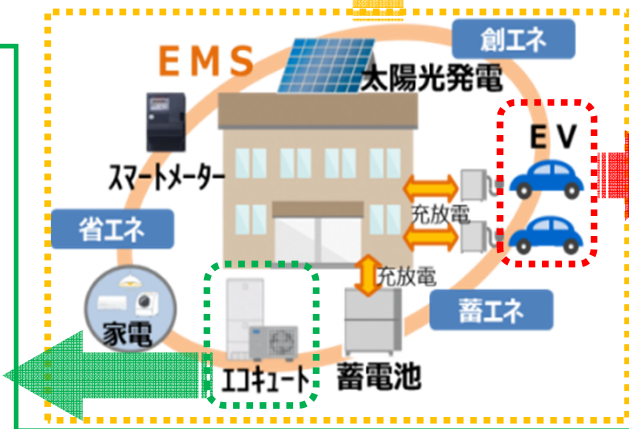 創エネ
EMS
太陽光発電
EV
スマートメーター
充放電
省エネ
充放電
蓄エネ
家電
エコキュート
蓄電池